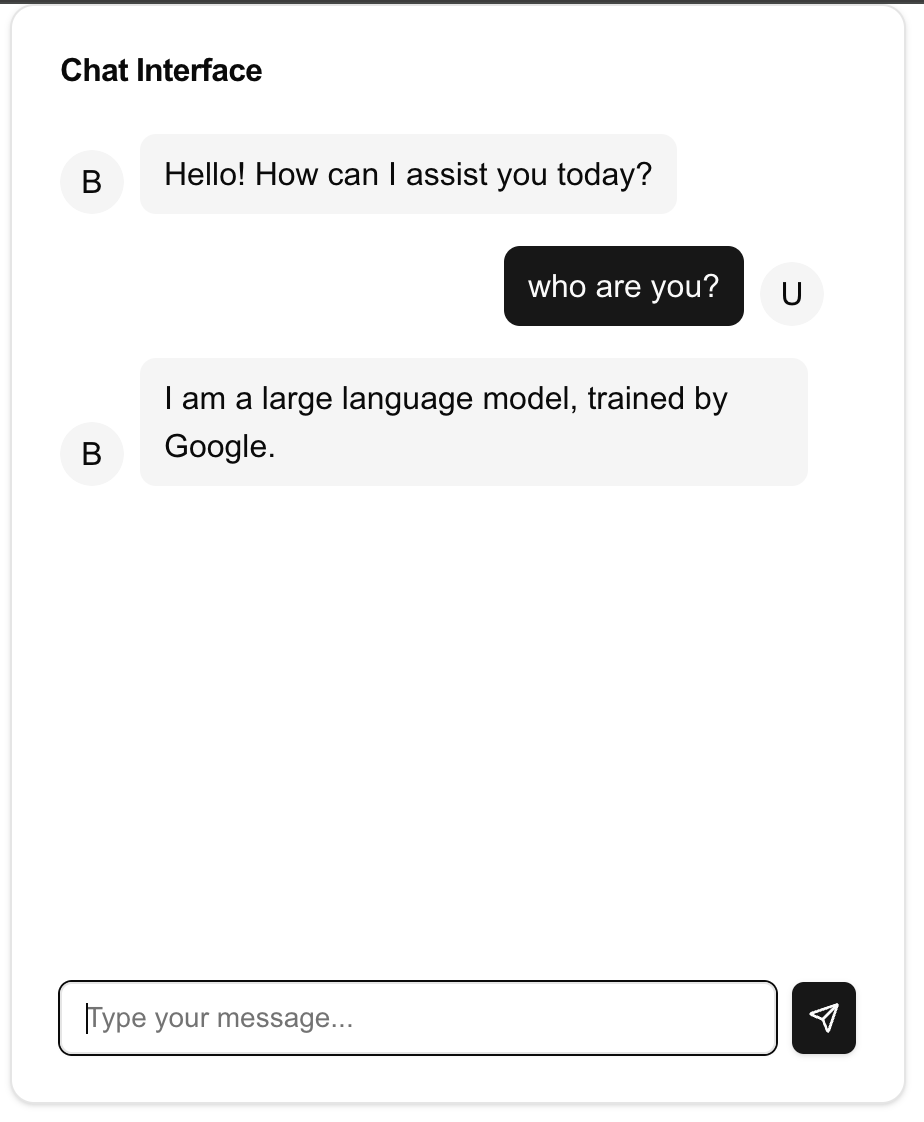 Chat Interface
B
Hello! How can I assist you today?
who are you?
U
I am a large language model, trained by
Google.
B
Type your message...